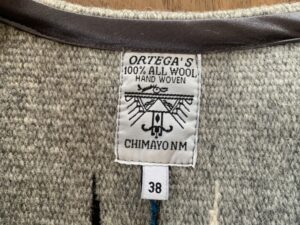 ORTEGA'S
100% ALL WOOL
HAND WOVEN
CHIMAYO NM
38